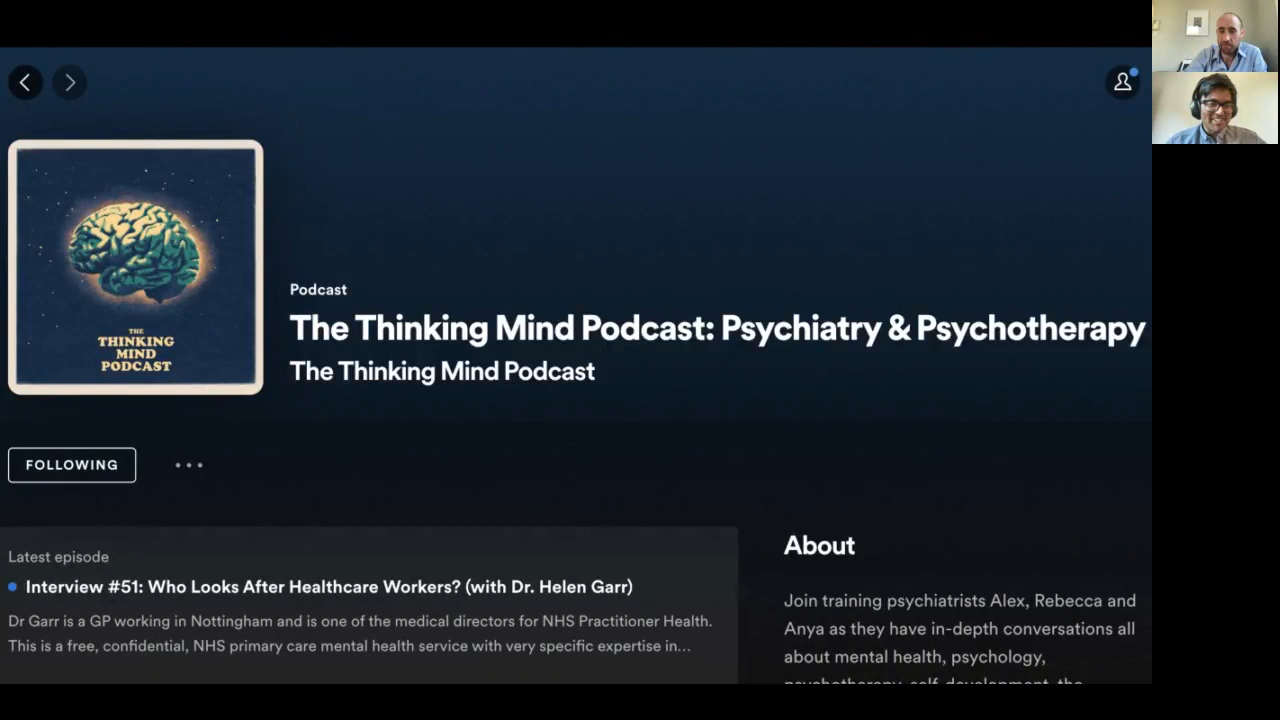 THE
THINKING
MIND
PODCAST
Podcast
The Thinking Mind Podcast: Psychiatry & Psychotherapy
The Thinking Mind Podcast
FOLLOWING
Latest episode
Interview #51: Who Looks After Healthcare Workers? (with Dr. Helen Garr)
Dr Garr is a GP working in Nottingham and is one of the medical directors for NHS Practitioner Health.
This is a free, confidential, NHS primary care mental health service with very specific expertise in...
About
Join training psychiatrists Alex, Rebecca and
Anya as they have in-depth conversations all
about mental health, psychology,
psychotherapy, self-development, the